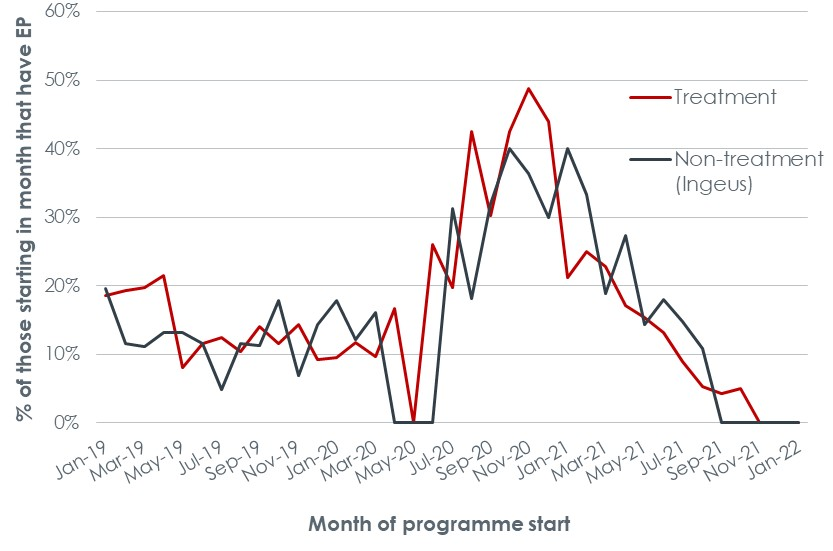 % of those starting in month that have EP
60%
50%
40%
30%
20%
10%
0%
Treatment
Non-treatment
(Ingeus)
Jan-19
Mar-19
May-19
Jul-19
Sep-19
Nov-19
Jan-20
Mar-20
May-20
Jul-20
Sep-20
Nov-20
Jan-21
Mar-21
May-21
Jul-21
Sep-21
Nov-21
Jan-22
Month of programme start